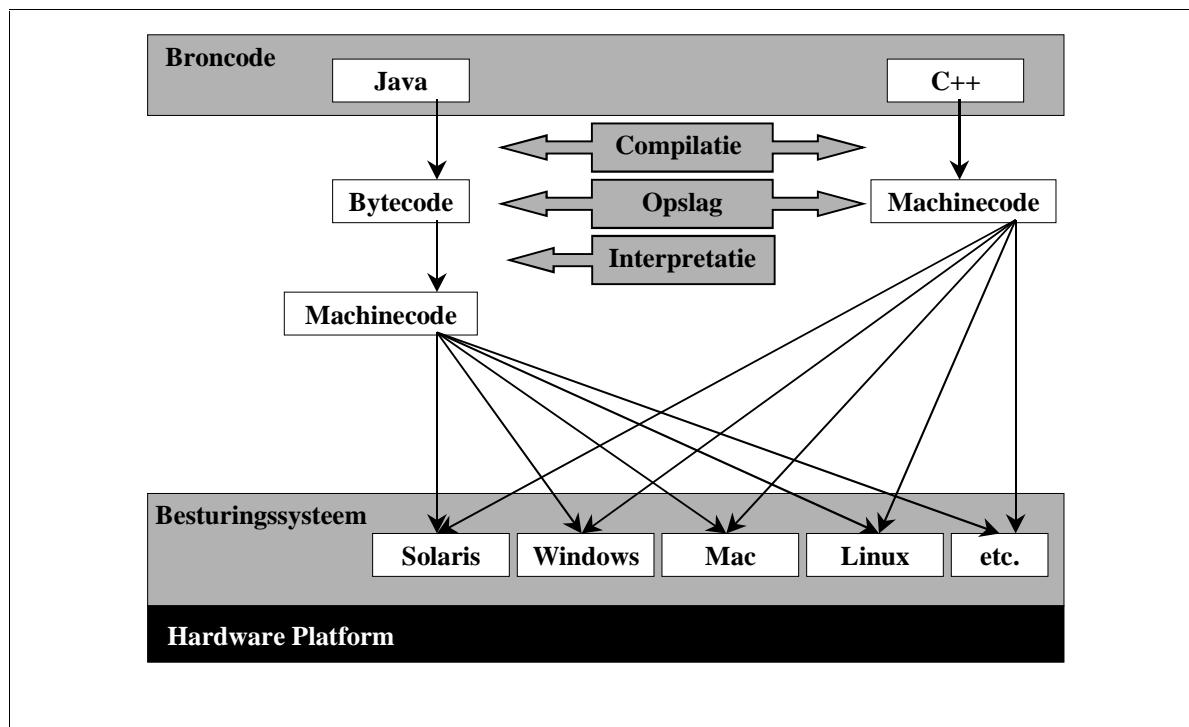 Broncode
Java
C++
Compilatie
Bytecode
Opslag
Machinecode
Interpretatie
Machinecode
Besturingssysteem
Solaris
Windows
Mac
Linux
etc.
Hardware Platform